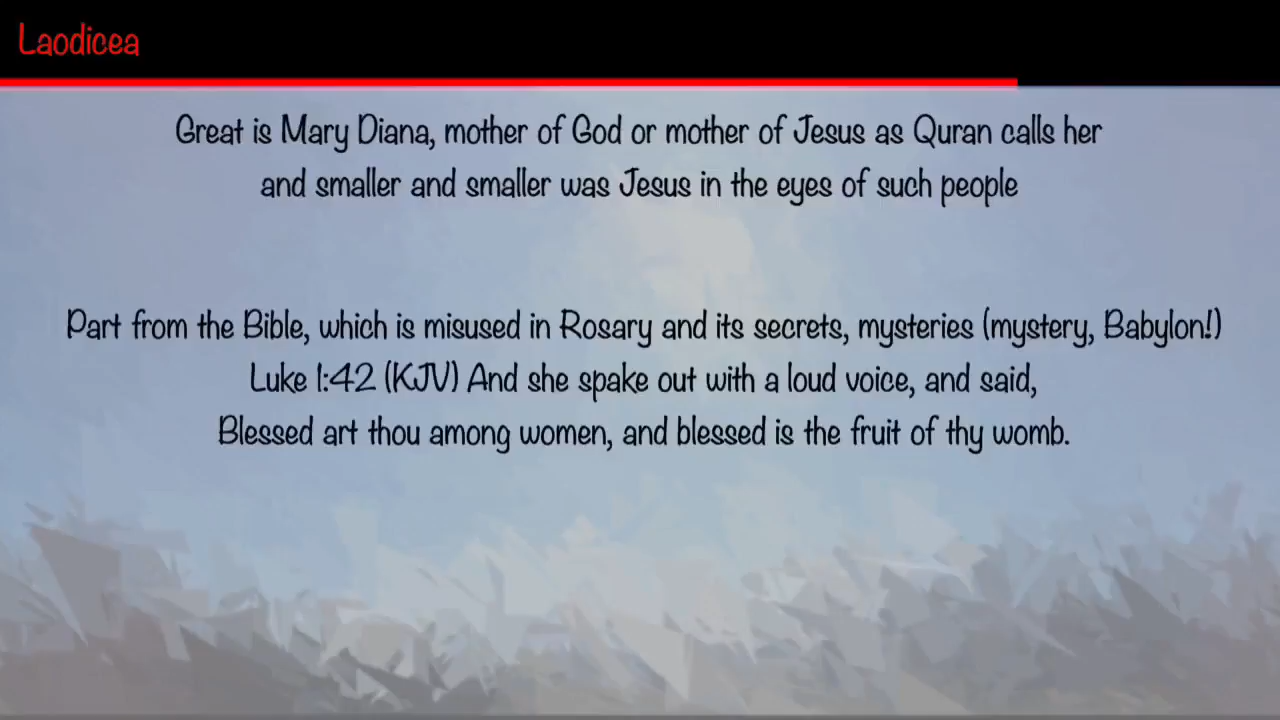 Laodicea
Great is Mary Diana, mother of God or mother of Jesus as Quran calls her
and smaller and smaller was Jesus in the eyes of such people
Part from the Bible, which is misused in Rosary and its secrets, mysteries (mystery, Babylon!)
Luke 1:42 (KJV) And she spake out with a loud voice, and said,
Blessed art thou among women, and blessed is the fruit of thy womb.